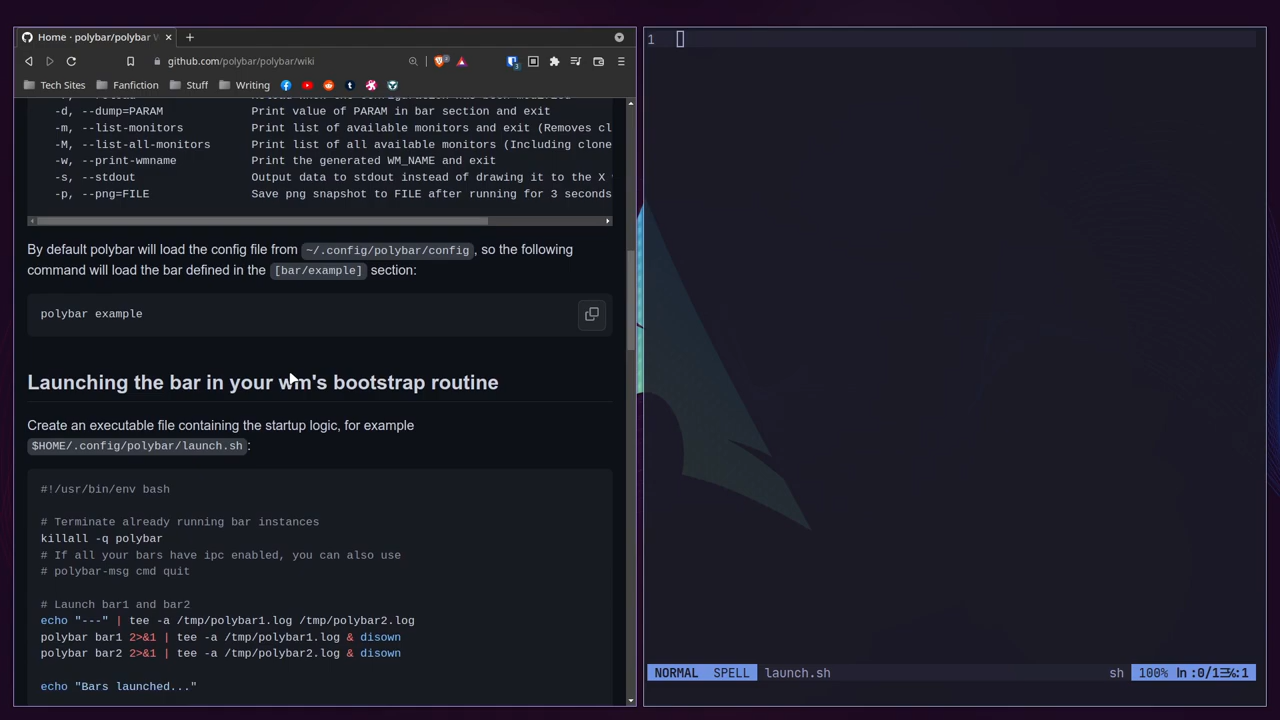 Home · polybar/polybar W
github.com/polybar/polybar/wiki
3
3
Tech Sites
Fanfiction
Stuff
Writing
-d, --dump=PARAM Print value of PARAM in bar section and exit
-m, --list-monitors Print list of available monitors and exit (Removes cl
-M, --list-all-monitors Print list of all available monitors (Including clone
-w, --print-wmname Print the generated WM_NAME and exit
-s, --stdout Output data to stdout instead of drawing it to the X
-p, --png=FILE Save png snapshot to FILE after running for 3 seconds
By default polybar will load the config file from ~/.config/polybar/config, so the following
command will load the bar defined in the [bar/example] section:
polybar example
Launching the bar in your wm's bootstrap routine
Create an executable file containing the startup logic, for example
$HOME/.config/polybar/launch.sh:
#!/usr/bin/env bash
# Terminate already running bar instances
killall -q polybar
# If all your bars have ipc enabled, you can also use
# polybar-msg cmd quit
# Launch bar1 and bar2
echo "---" | tee -a /tmp/polybar1.log /tmp/polybar2.log
polybar bar1 2>&1 | tee -a /tmp/polybar1.log & disown
polybar bar2 2>&1 | tee -a /tmp/polybar2.log & disown
echo "Bars launched..."
1
NORMAL SPELL launch.sh sh 100%